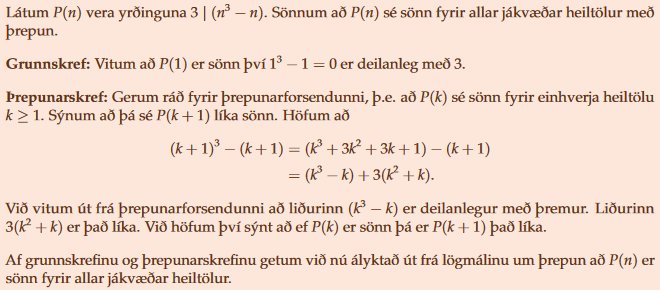 Látum P(n) vera yrðinguna 3 | (n³ − n). Sönnum að P(n) sé sönn fyrir allar jákvæðar heiltölur með
þrepun.
Grunnskref: Vitum að P(1) er sönn því 1³ − 1 = 0 er deilanleg með 3.
Þrepunarskref: Gerum ráð fyrir þrepunarforsendunni, þ.e. að P(k) sé sönn fyrir einhverja heiltölu
k ≥ 1. Sýnum að þá sé P(k + 1) líka sönn. Höfum að
(k + 1)³ − (k + 1) = (k³ + 3k² + 3k + 1) − (k + 1)
= (k³ − k) + 3(k² + k).
Við vitum út frá þrepunarforsendunni að liðurinn (k³ − k) er deilanlegur með þremur. Liðurinn
3(k² + k) er það líka. Við höfum því sýnt að ef P(k) er sönn þá er P(k + 1) það líka.
Af grunnskrefinu og þrepunarskrefinu getum við nú ályktað út frá lögmálinu um þrepun að P(n) er
sönn fyrir allar jákvæðar heiltölur.